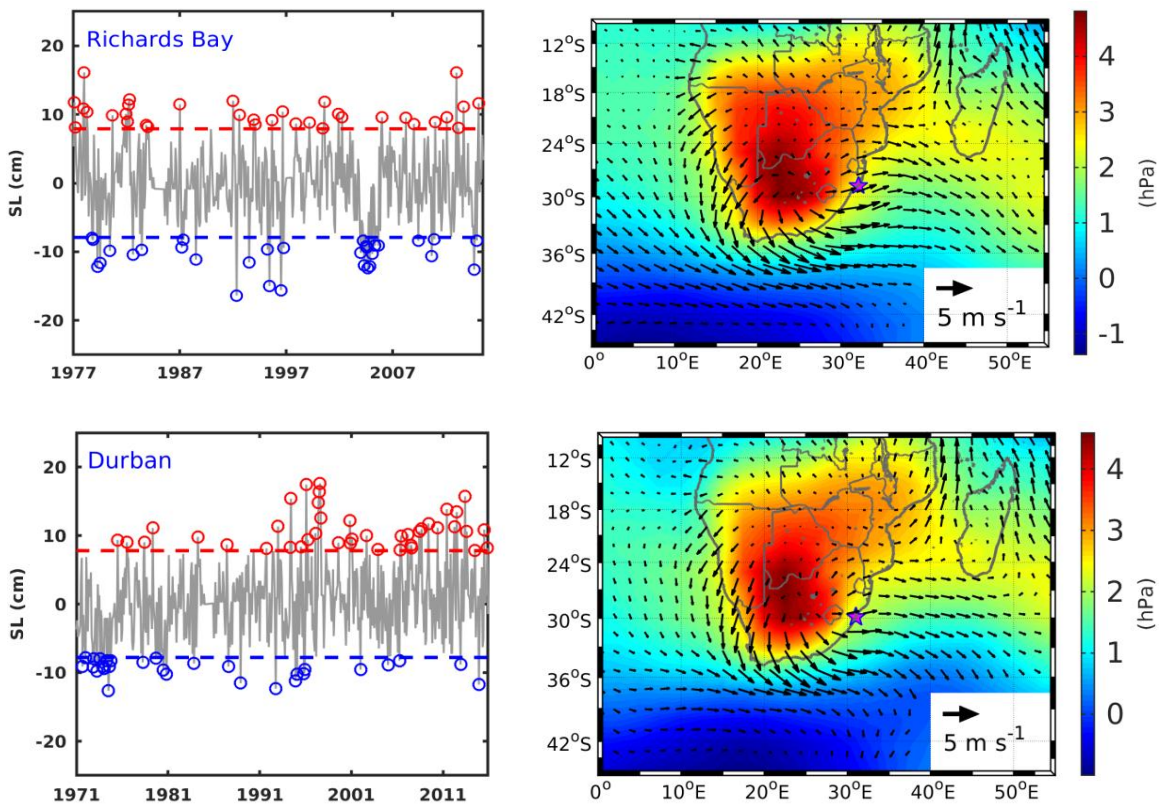 Richards Bay
SL (cm)
20
10
0
-10
-20
1977
1987
1997
2007
12°S
18°S
24°S
30°S
36°S
42°S
0°
10°E
20°E
30°E
40°E
50°E
5 m s⁻¹
4
3
2
1
0
-1
(hPa)
Durban
SL (cm)
20
10
0
-10
-20
1971
1981
1991
2001
2011
12°S
18°S
24°S
30°S
36°S
42°S
0°
10°E
20°E
30°E
40°E
50°E
5 m s⁻¹
4
3
2
1
0
(hPa)